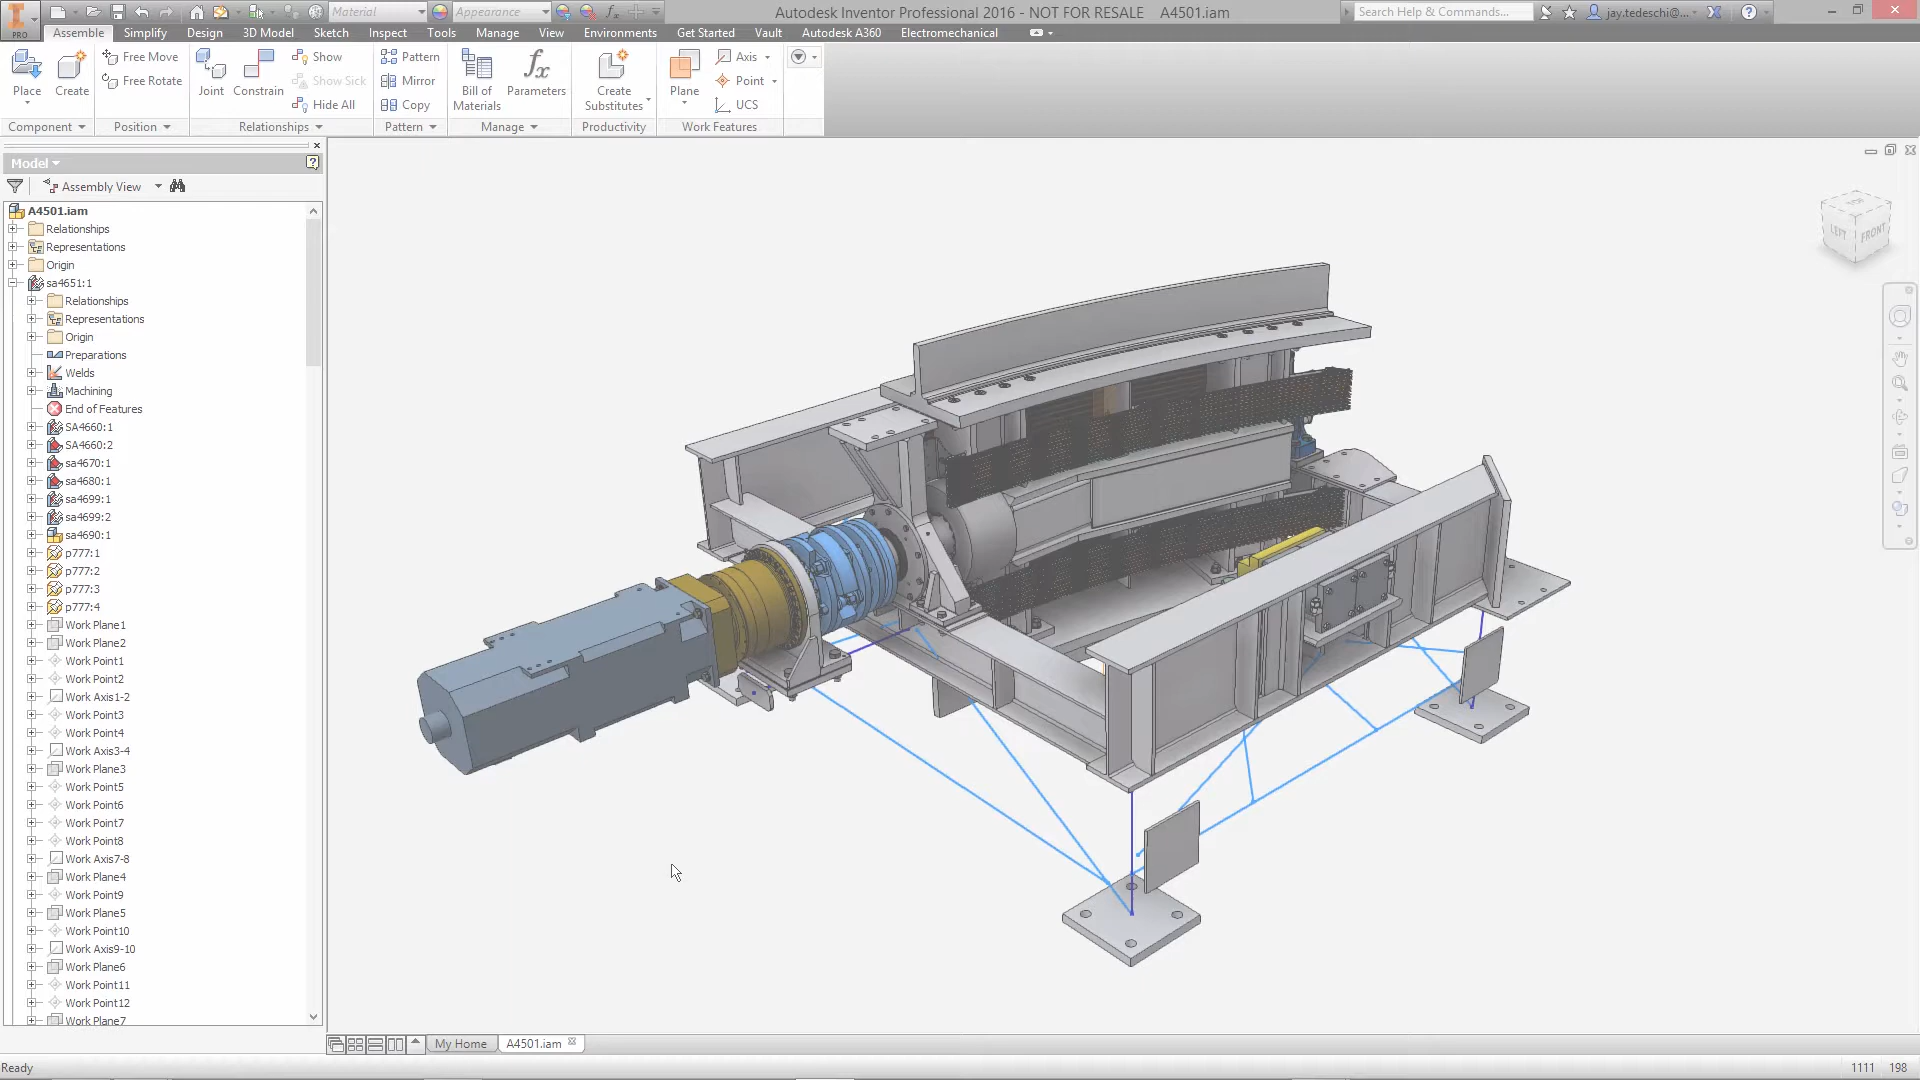 Material
Appearance
Autodesk Inventor Professional 2016 - NOT FOR RESALE A4501.iam
Search Help & Commands...
jay.tedeschi@...
PRO
Assemble Simplify Design 3D Model Sketch Inspect Tools Manage View Environments Get Started Vault Autodesk A360 Electromechanical
Place
Create
Free Move
Free Rotate
Component
Position
Joint
Constrain
Show
Show Sick
Hide All
Relationships
Pattern
Mirror
Copy
Pattern
Bill of
Materials
Parameters
Manage
Create
Substitutes
Productivity
Plane
Axis
Point
UCS
Work Features
Model
Assembly View
A4501.iam
Relationships
Representations
Origin
sa4651:1
Relationships
Representations
Origin
Preparations
Welds
Machining
End of Features
SA4660:1
SA4660:2
sa4670:1
sa4680:1
sa4699:1
sa4699:2
sa4690:1
p777:1
p777:2
p777:3
p777:4
Work Plane1
Work Plane2
Work Point1
Work Point2
Work Axis1-2
Work Point3
Work Point4
Work Axis3-4
Work Plane3
Work Point5
Work Point6
Work Point7
Work Point8
Work Axis7-8
Work Plane4
Work Point9
Work Plane5
Work Point10
Work Axis9-10
Work Plane6
Work Point11
Work Point12
Work Plane7
LEFT
FRONT
My Home
A4501.iam
Ready
1111 198